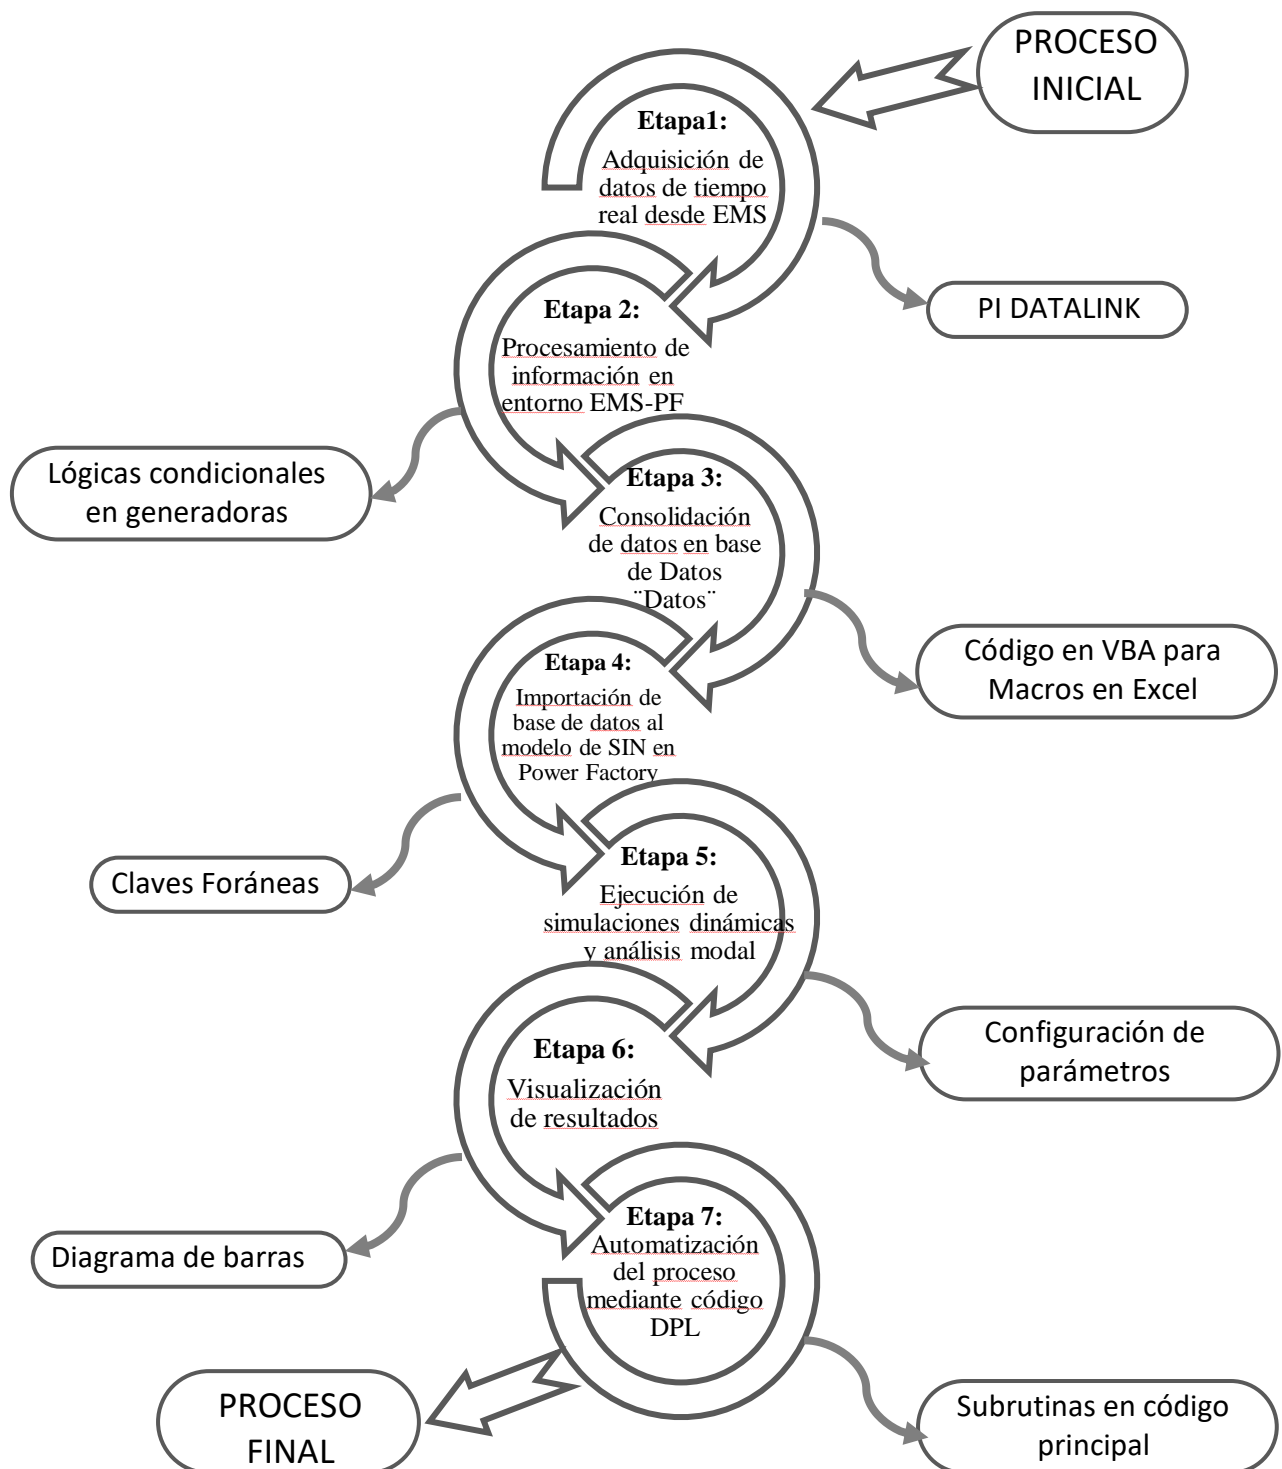 PROCESO
INICIAL
Etapa1:
Adquisición de
datos de tiempo
real desde EMS
PI DATALINK
Etapa 2:
Procesamiento de
información en
entorno EMS-PF
Lógicas condicionales
en generadoras
Etapa 3:
Consolidación
de datos en base
de Datos
¨Datos¨
Código en VBA para
Macros en Excel
Etapa 4:
Importación de
base de datos al
modelo de SIN en
Power Factory
Claves Foráneas
Etapa 5:
Ejecución de
simulaciones dinámicas
y análisis modal
Configuración de
parámetros
Etapa 6:
Visualización
de resultados
Diagrama de barras
Etapa 7:
Automatización
del proceso
mediante código
DPL
Subrutinas en código
principal
PROCESO
FINAL